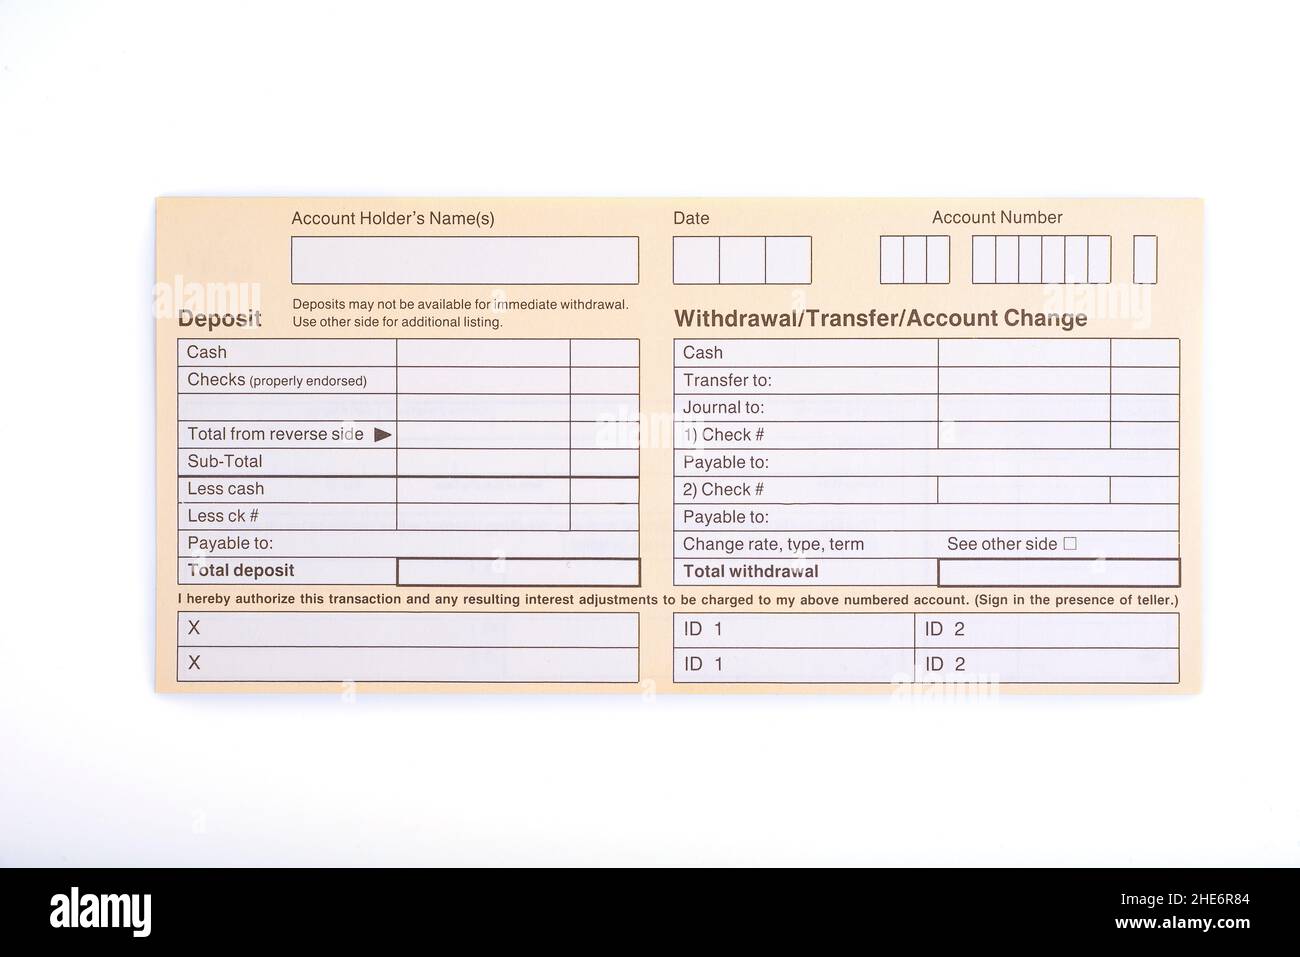 Account Holder's Name(s)
Date
Account Number
Deposits may not be available for immediate withdrawal.
Use other side for additional listing.
Deposit
Cash
Checks (properly endorsed)
Total from reverse side ▶
Sub-Total
Less cash
Less ck #
Payable to:
Total deposit
Withdrawal/Transfer/Account Change
Cash
Transfer to:
Journal to:
1) Check #
Payable to:
2) Check #
Payable to:
Change rate, type, term See other side ☐
Total withdrawal
I hereby authorize this transaction and any resulting interest adjustments to be charged to my above numbered account. (Sign in the presence of teller.)
X
X
ID 1 ID 2
ID 1 ID 2
alamy
alamy
alamy
a
a
a
alamy
Image ID: 2HE6R84
www.alamy.com